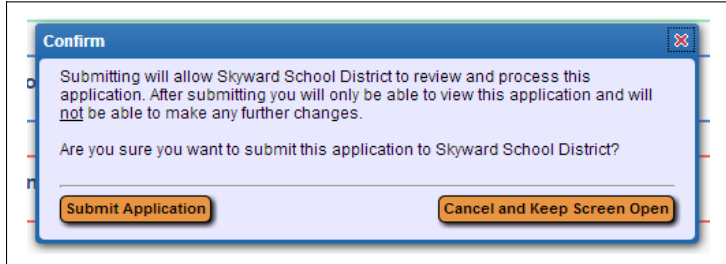 Confirm
Submitting will allow Skyward School District to review and process this
application. After submitting you will only be able to view this application and will
not be able to make any further changes.
Are you sure you want to submit this application to Skyward School District?
Submit Application
Cancel and Keep Screen Open